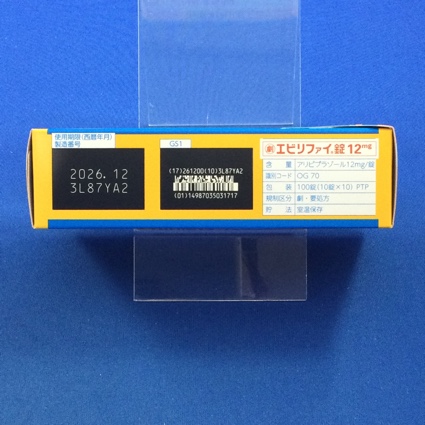 使用期限(西暦年月)
製造番号
2026. 12
3L87YA2
GS1
(17)261200(10)3L87YA2
(01)14987035031717
劇 エビリファイ錠 12mg
含 量 アリピプラゾール12mg/錠
識別コード OG 70
包 装 100錠(10錠×10) PTP
規制区分 劇・要処方
貯 法 室温保存